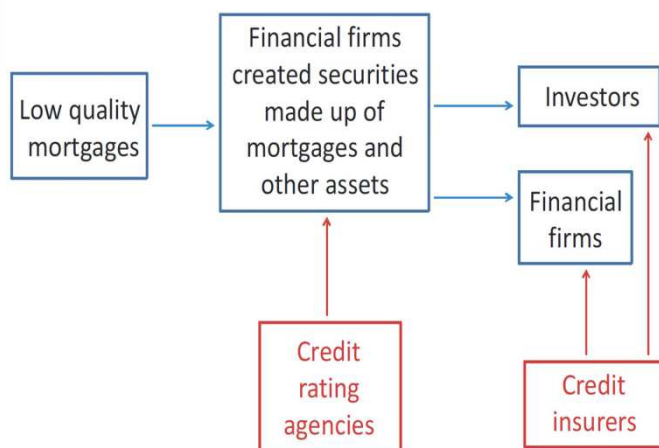 Low quality
mortgages
Financial firms
created securities
made up of
mortgages and
other assets
Investors
Financial
firms
Credit
rating
agencies
Credit
insurers